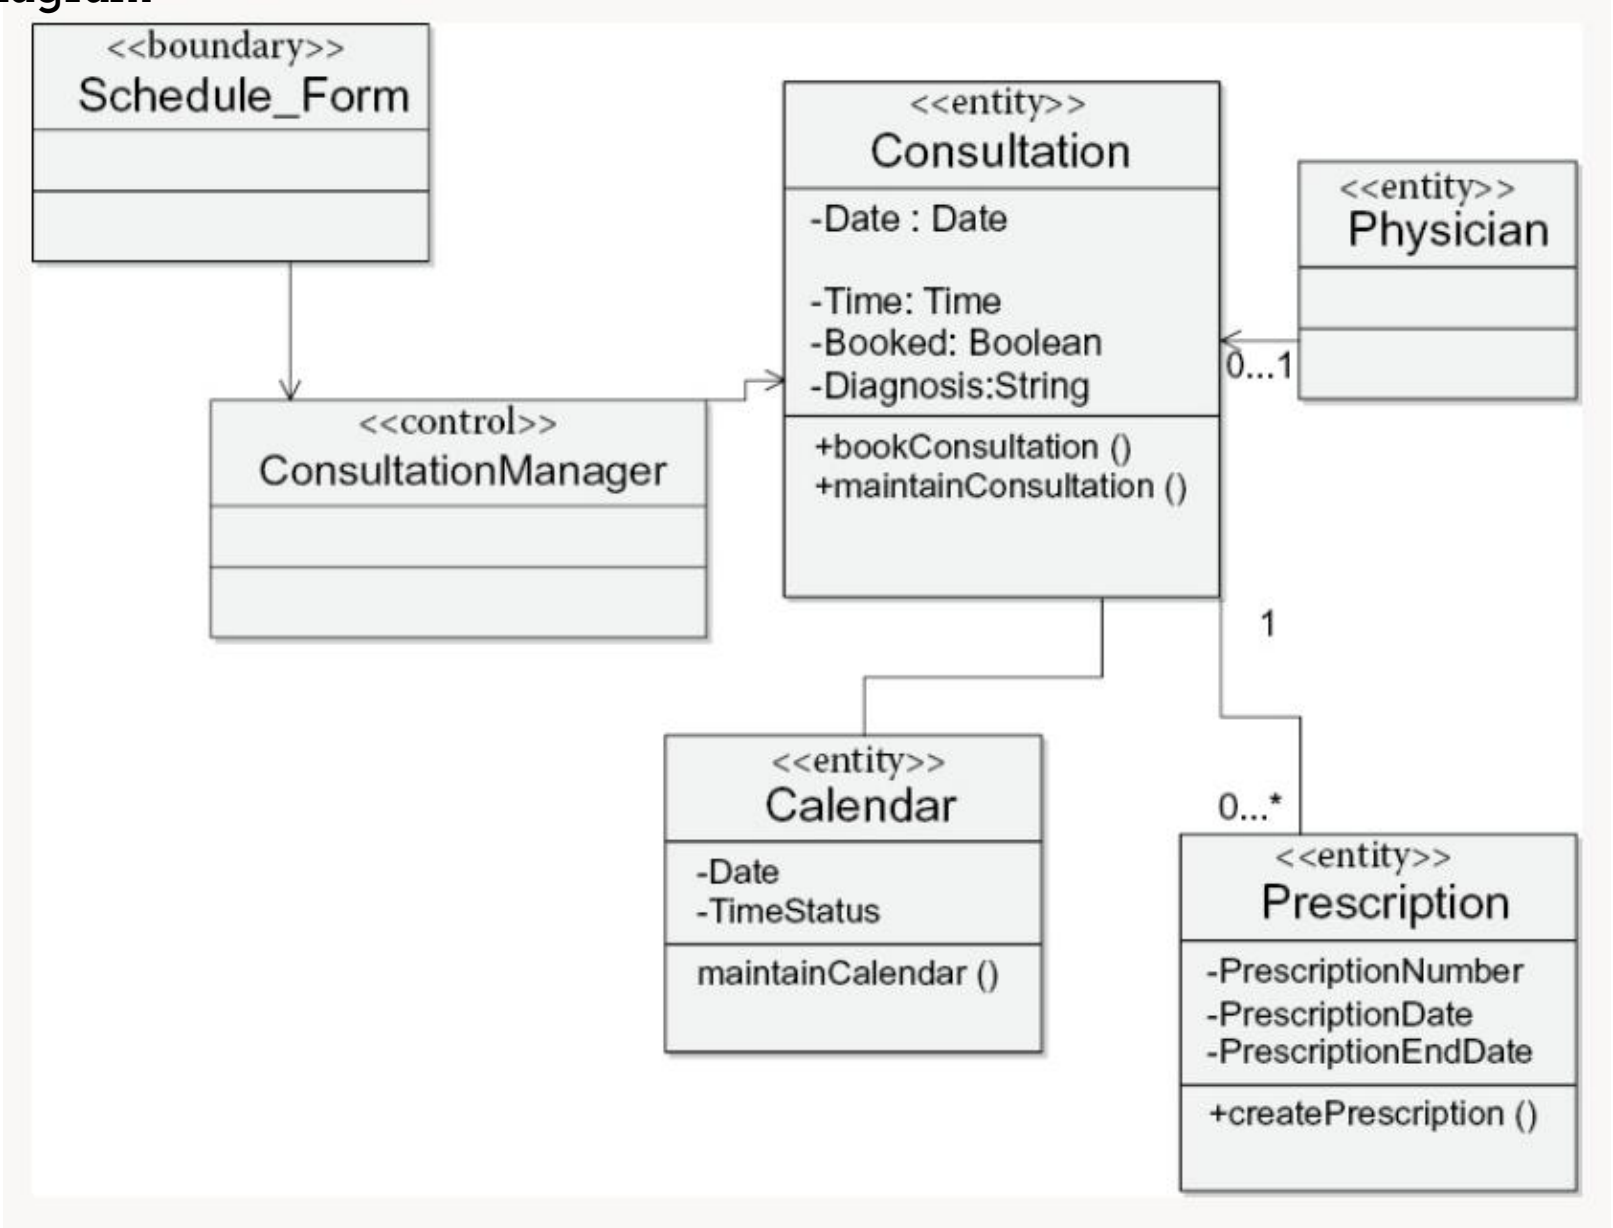 <<boundary>>
Schedule_Form
<<entity>>
Consultation
-Date : Date
-Time: Time
-Booked: Boolean
-Diagnosis:String
+bookConsultation ()
+maintainConsultation ()
<<entity>>
Physician
0...1
<<control>>
ConsultationManager
1
0...*
<<entity>>
Calendar
-Date
-TimeStatus
maintainCalendar ()
<<entity>>
Prescription
-PrescriptionNumber
-PrescriptionDate
-PrescriptionEndDate
+createPrescription ()